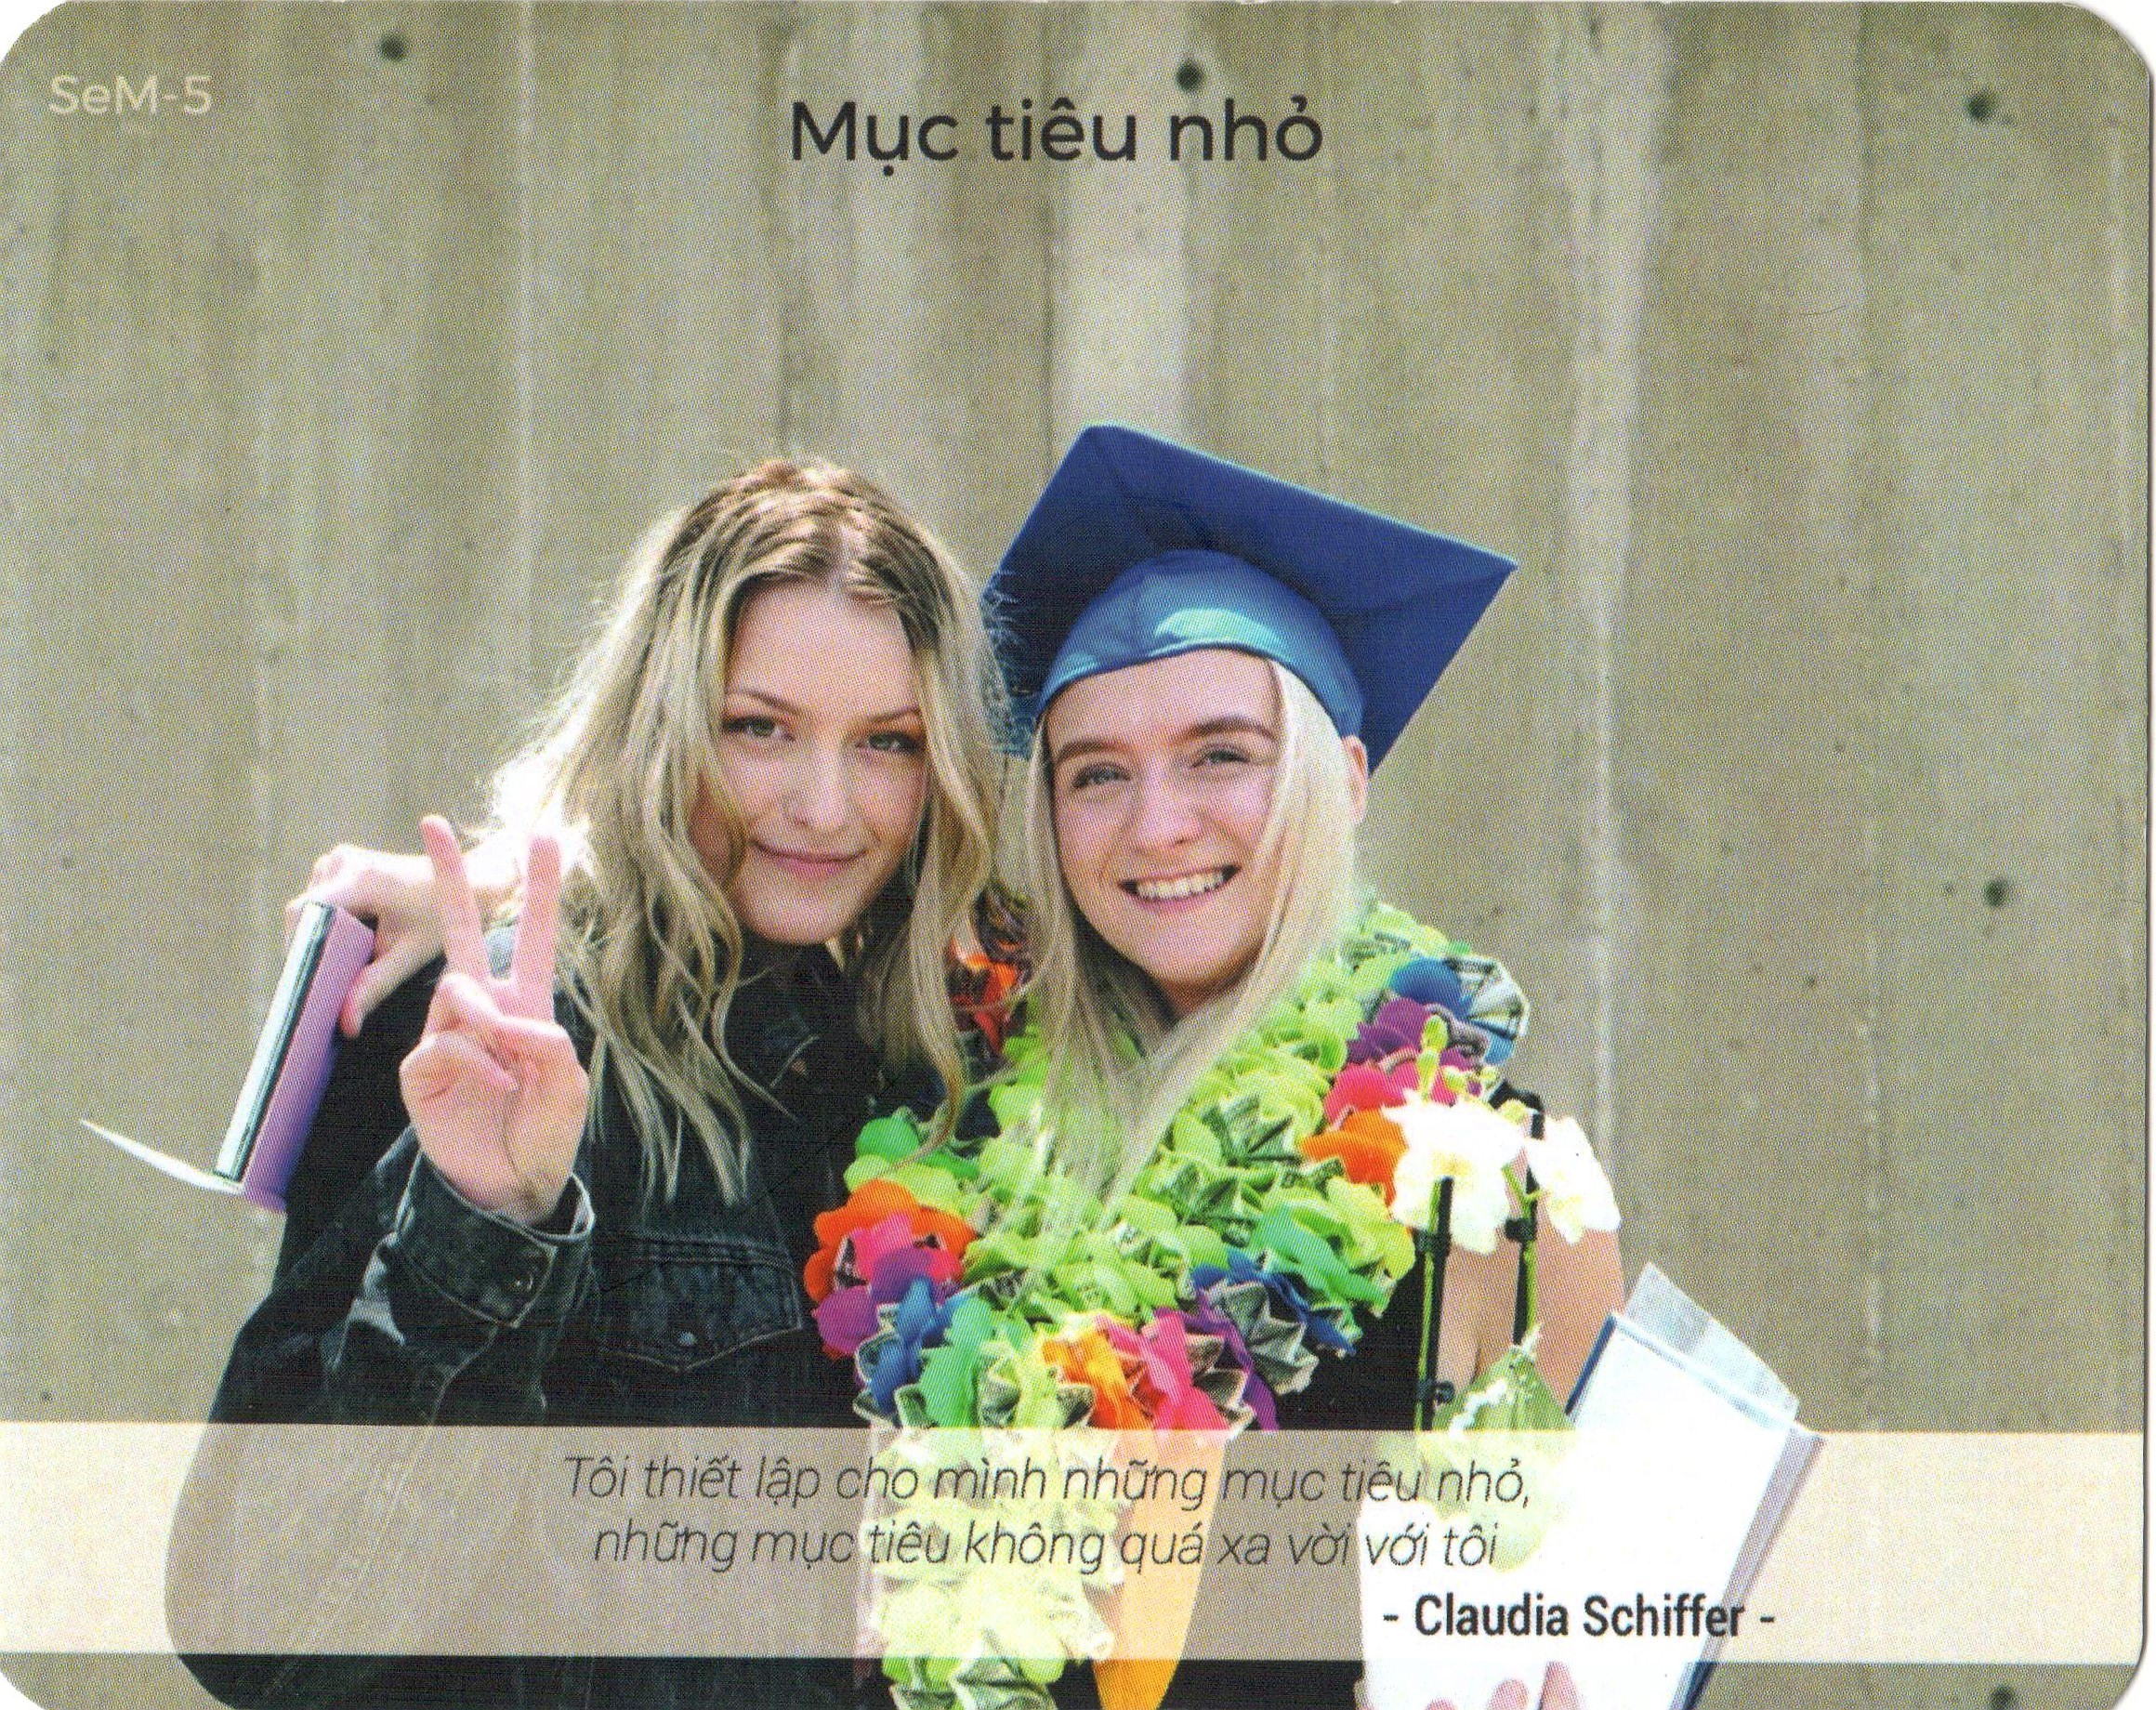 SeM-5
Mục tiêu nhỏ
Tôi thiết lập cho mình những mục tiêu nhỏ,
những mục tiêu không quá xa vời với tôi
- Claudia Schiffer -